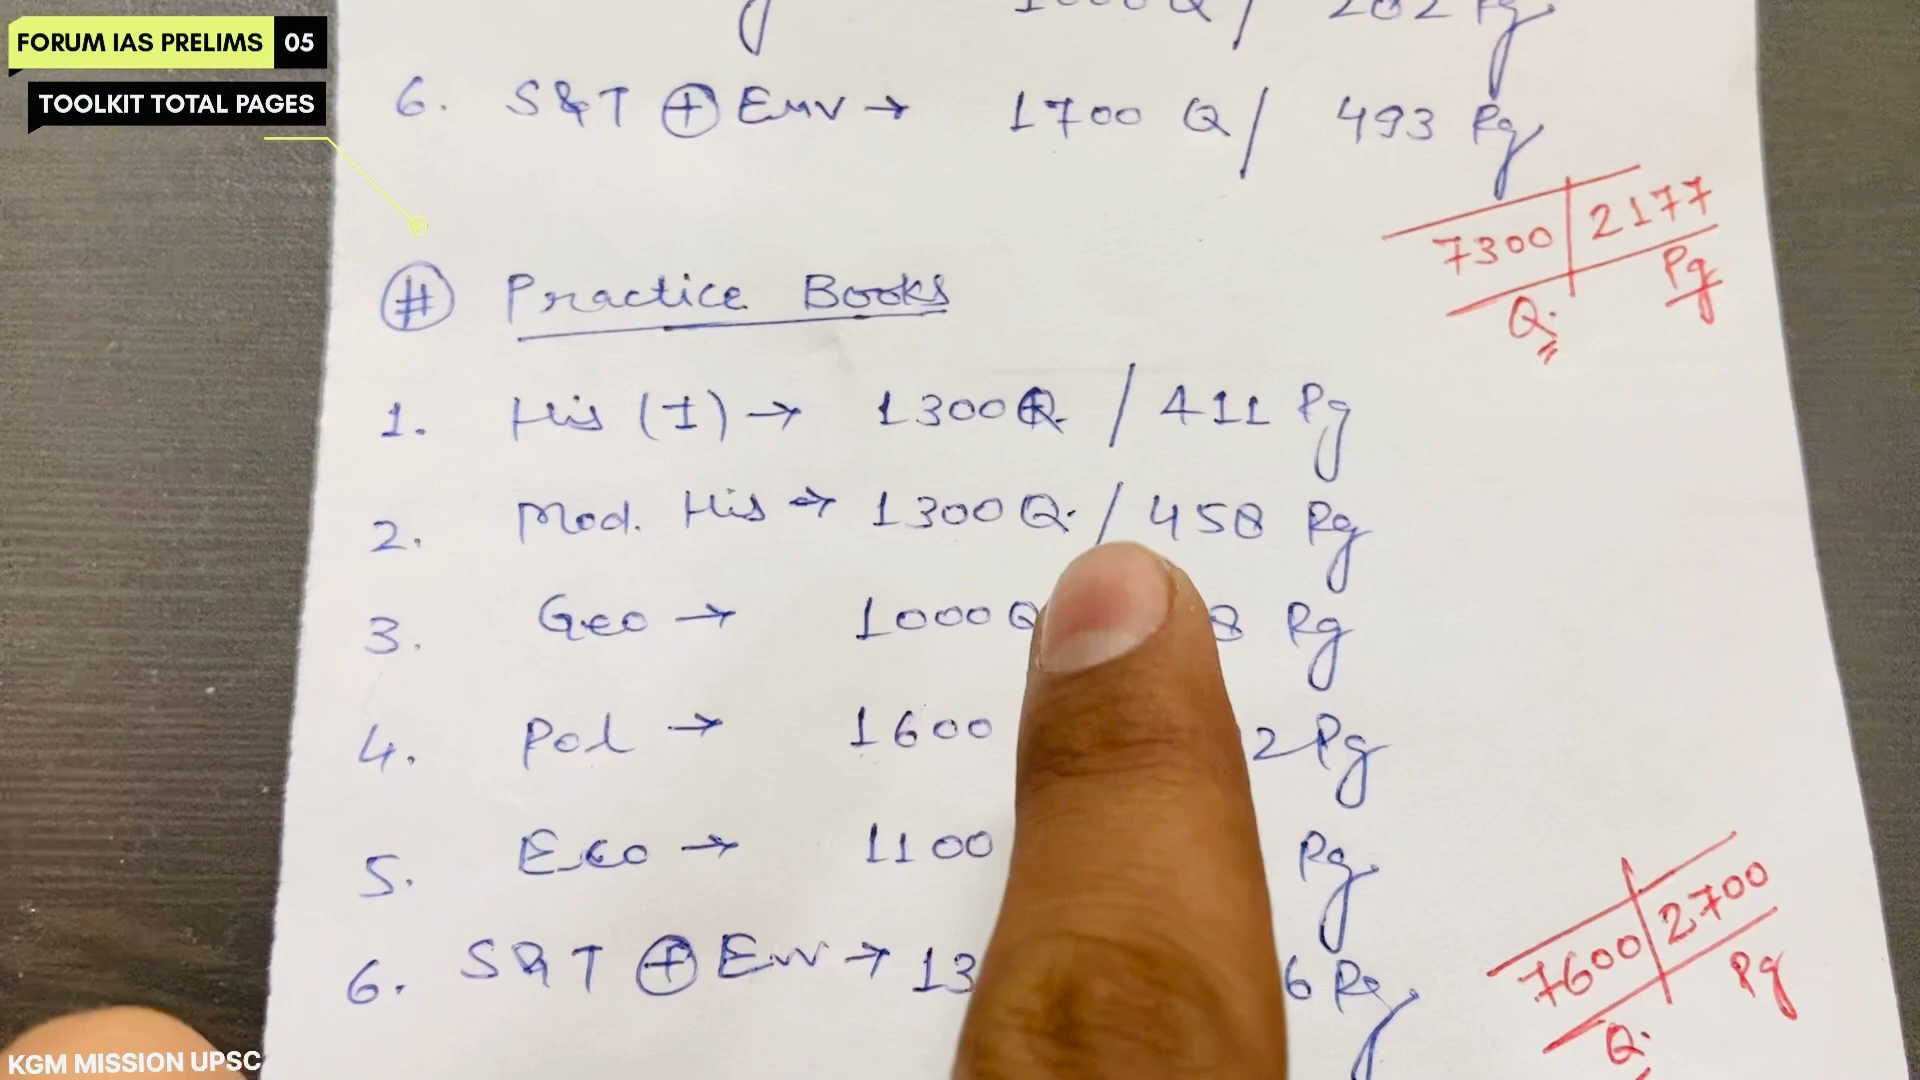 FORUM IAS PRELIMS 05
TOOLKIT TOTAL PAGES
6. S&T ⊕ Env → 1700 Q / 493 Pg
7300 | 2177
Q. Pg
# Practice Books
1. His (I) → 1300Q / 411 Pg
2. Mod. His → 1300 Q. / 458 Pg
3. Geo → 1000 Q 8 Pg
4. Pol → 1600 2 Pg
5. Eco → 1100 Pg
6. S&T ⊕ Env → 13 6 Pg
7600 | 2700
Q. Pg
KGM MISSION UPSC